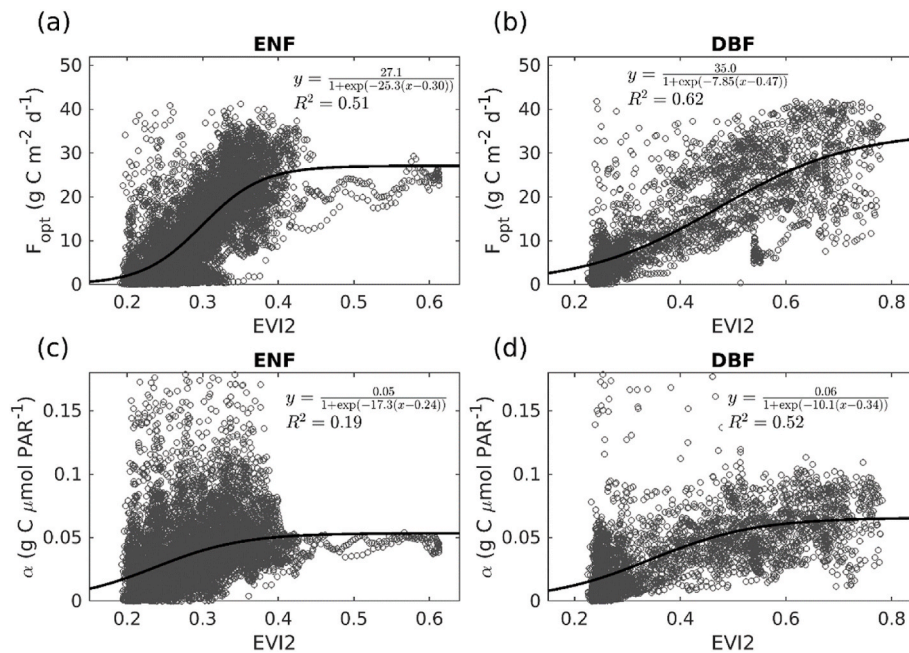 (a)
ENF
50
40
30
20
10
0
F_opt (g C m^-2 d^-1)
y = 27.1 / 1+exp(−25.3(x−0.30))
R² = 0.51
0.2 0.3 0.4 0.5 0.6
EVI2
(b)
DBF
50
40
30
20
10
0
F_opt (g C m^-2 d^-1)
y = 35.0 / 1+exp(−7.85(x−0.47))
R² = 0.62
0.2 0.4 0.6 0.8
EVI2
(c)
ENF
0.15
0.1
0.05
0
α (g C μmol PAR^-1)
y = 0.05 / 1+exp(−17.3(x−0.24))
R² = 0.19
0.2 0.3 0.4 0.5 0.6
EVI2
(d)
DBF
0.15
0.1
0.05
0
α (g C μmol PAR^-1)
y = 0.06 / 1+exp(−10.1(x−0.34))
R² = 0.52
0.2 0.4 0.6 0.8
EVI2